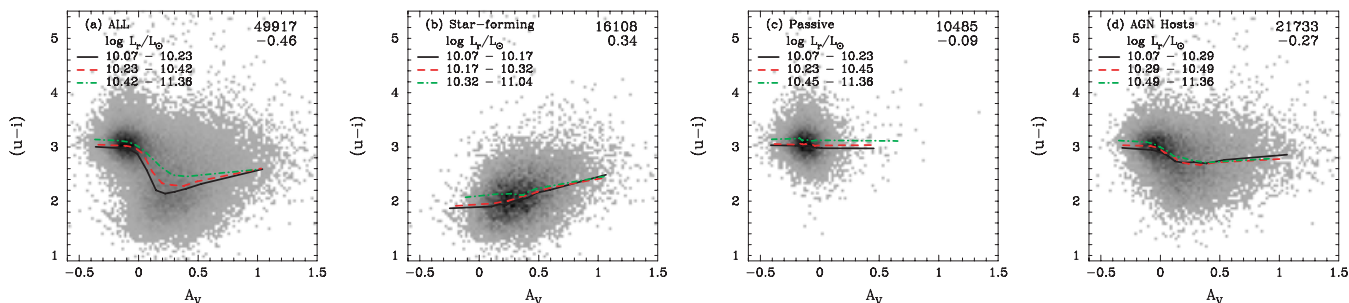 (a) ALL 49917
log L_r/L_⊙ −0.46
10.07 − 10.23
10.23 − 10.42
10.42 − 11.36
(b) Star-forming 16108
log L_r/L_⊙ 0.34
10.07 − 10.17
10.17 − 10.32
10.32 − 11.04
(c) Passive 10485
log L_r/L_⊙ −0.09
10.07 − 10.23
10.23 − 10.45
10.45 − 11.36
(d) AGN Hosts 21733
log L_r/L_⊙ −0.27
10.07 − 10.29
10.29 − 10.49
10.49 − 11.36
(u−i) (u−i) (u−i) (u−i)
5
4
3
2
1
5
4
3
2
1
5
4
3
2
1
5
4
3
2
1
−0.5 0 0.5 1 1.5
−0.5 0 0.5 1 1.5
−0.5 0 0.5 1 1.5
−0.5 0 0.5 1 1.5
A_V A_V A_V A_V